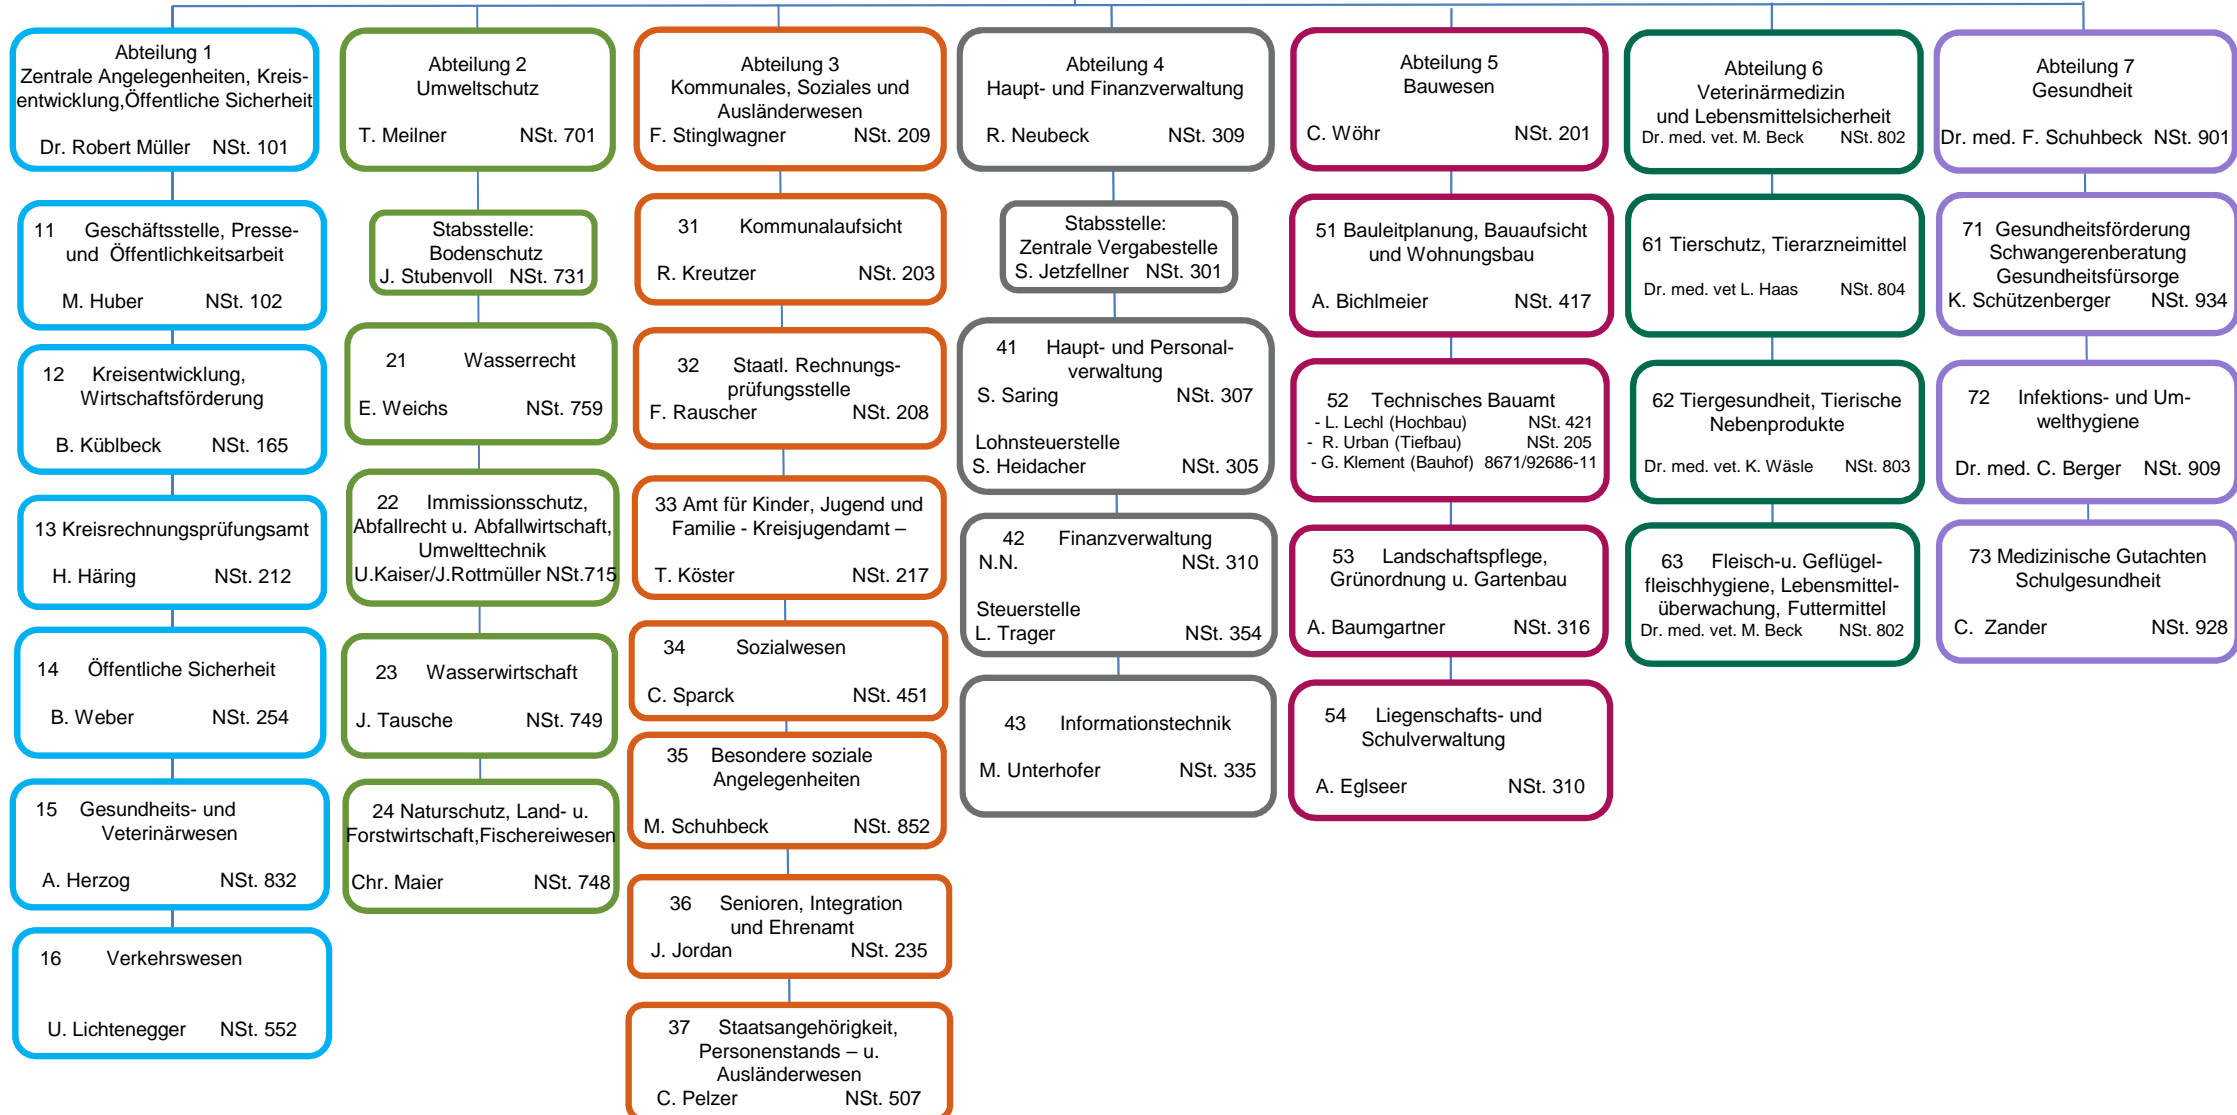 Abteilung 1
Zentrale Angelegenheiten, Kreis-
entwicklung,Öffentliche Sicherheit
Dr. Robert Müller NSt. 101
11 Geschäftsstelle, Presse-
und Öffentlichkeitsarbeit
M. Huber NSt. 102
12 Kreisentwicklung,
Wirtschaftsförderung
B. Küblbeck NSt. 165
13 Kreisrechnungsprüfungsamt
H. Häring NSt. 212
14 Öffentliche Sicherheit
B. Weber NSt. 254
15 Gesundheits- und
Veterinärwesen
A. Herzog NSt. 832
16 Verkehrswesen
U. Lichtenegger NSt. 552
Abteilung 2
Umweltschutz
T. Meilner NSt. 701
Stabsstelle:
Bodenschutz
J. Stubenvoll NSt. 731
21 Wasserrecht
E. Weichs NSt. 759
22 Immissionsschutz,
Abfallrecht u. Abfallwirtschaft,
Umwelttechnik
U.Kaiser/J.Rottmüller NSt.715
23 Wasserwirtschaft
J. Tausche NSt. 749
24 Naturschutz, Land- u.
Forstwirtschaft,Fischereiwesen
Chr. Maier NSt. 748
Abteilung 3
Kommunales, Soziales und
Ausländerwesen
F. Stinglwagner NSt. 209
31 Kommunalaufsicht
R. Kreutzer NSt. 203
32 Staatl. Rechnungs-
prüfungsstelle
F. Rauscher NSt. 208
33 Amt für Kinder, Jugend und
Familie - Kreisjugendamt –
T. Köster NSt. 217
34 Sozialwesen
C. Sparck NSt. 451
35 Besondere soziale
Angelegenheiten
M. Schuhbeck NSt. 852
36 Senioren, Integration
und Ehrenamt
J. Jordan NSt. 235
37 Staatsangehörigkeit,
Personenstands – u.
Ausländerwesen
C. Pelzer NSt. 507
Abteilung 4
Haupt- und Finanzverwaltung
R. Neubeck NSt. 309
Stabsstelle:
Zentrale Vergabestelle
S. Jetzfellner NSt. 301
41 Haupt- und Personal-
verwaltung
S. Saring NSt. 307
Lohnsteuerstelle
S. Heidacher NSt. 305
42 Finanzverwaltung
N.N. NSt. 310
Steuerstelle
L. Trager NSt. 354
43 Informationstechnik
M. Unterhofer NSt. 335
Abteilung 5
Bauwesen
C. Wöhr NSt. 201
51 Bauleitplanung, Bauaufsicht
und Wohnungsbau
A. Bichlmeier NSt. 417
52 Technisches Bauamt
- L. Lechl (Hochbau) NSt. 421
- R. Urban (Tiefbau) NSt. 205
- G. Klement (Bauhof) 8671/92686-11
53 Landschaftspflege,
Grünordnung u. Gartenbau
A. Baumgartner NSt. 316
54 Liegenschafts- und
Schulverwaltung
A. Eglseer NSt. 310
Abteilung 6
Veterinärmedizin
und Lebensmittelsicherheit
Dr. med. vet. M. Beck NSt. 802
61 Tierschutz, Tierarzneimittel
Dr. med. vet L. Haas NSt. 804
62 Tiergesundheit, Tierische
Nebenprodukte
Dr. med. vet. K. Wäsle NSt. 803
63 Fleisch-u. Geflügel-
fleischhygiene, Lebensmittel-
überwachung, Futtermittel
Dr. med. vet. M. Beck NSt. 802
Abteilung 7
Gesundheit
Dr. med. F. Schuhbeck NSt. 901
71 Gesundheitsförderung
Schwangerenberatung
Gesundheitsfürsorge
K. Schützenberger NSt. 934
72 Infektions- und Um-
welthygiene
Dr. med. C. Berger NSt. 909
73 Medizinische Gutachten
Schulgesundheit
C. Zander NSt. 928